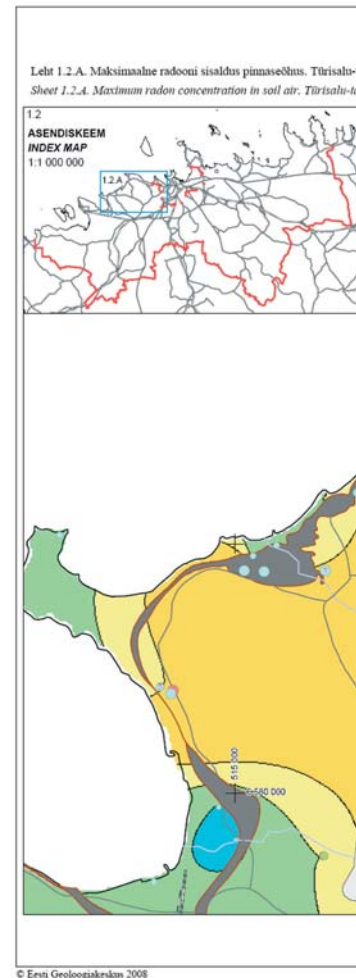 Leht 1.2.A. Maksimaalne radooni sisaldus pinnaseõhus. Türisalu-
Sheet 1.2.A. Maximum radon concentration in soil air. Türisalu-
1.2
ASENDISKEEM
INDEX MAP
1:1 000 000
1.2.A
515 000
6 580 000
© Eesti Geoloogiakeskus 2008